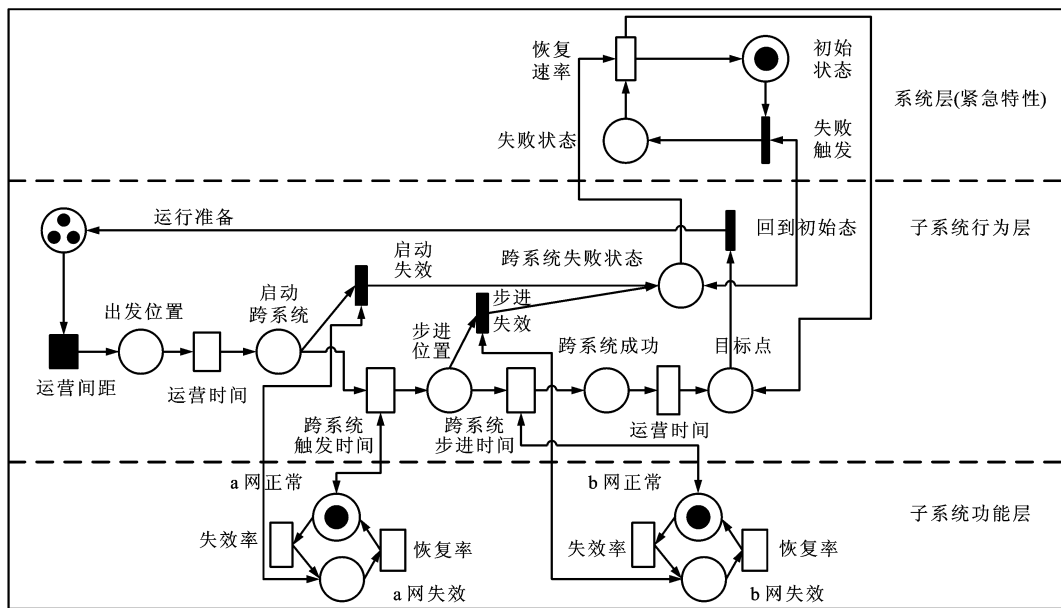 恢复
速率
初始
状态
系统层(紧急特性)
失败状态
失败
触发
运行准备
回到初始态
子系统行为层
启动
失效
跨系统失败状态
出发位置
启动
跨系统
步进
失效
步进
位置
跨系统成功
目标点
运营间距
运营时间
跨系统
触发时间
跨系统
步进时间
运营时间
a网正常
b网正常
子系统功能层
失效率
恢复率
失效率
恢复率
a网失效
b网失效